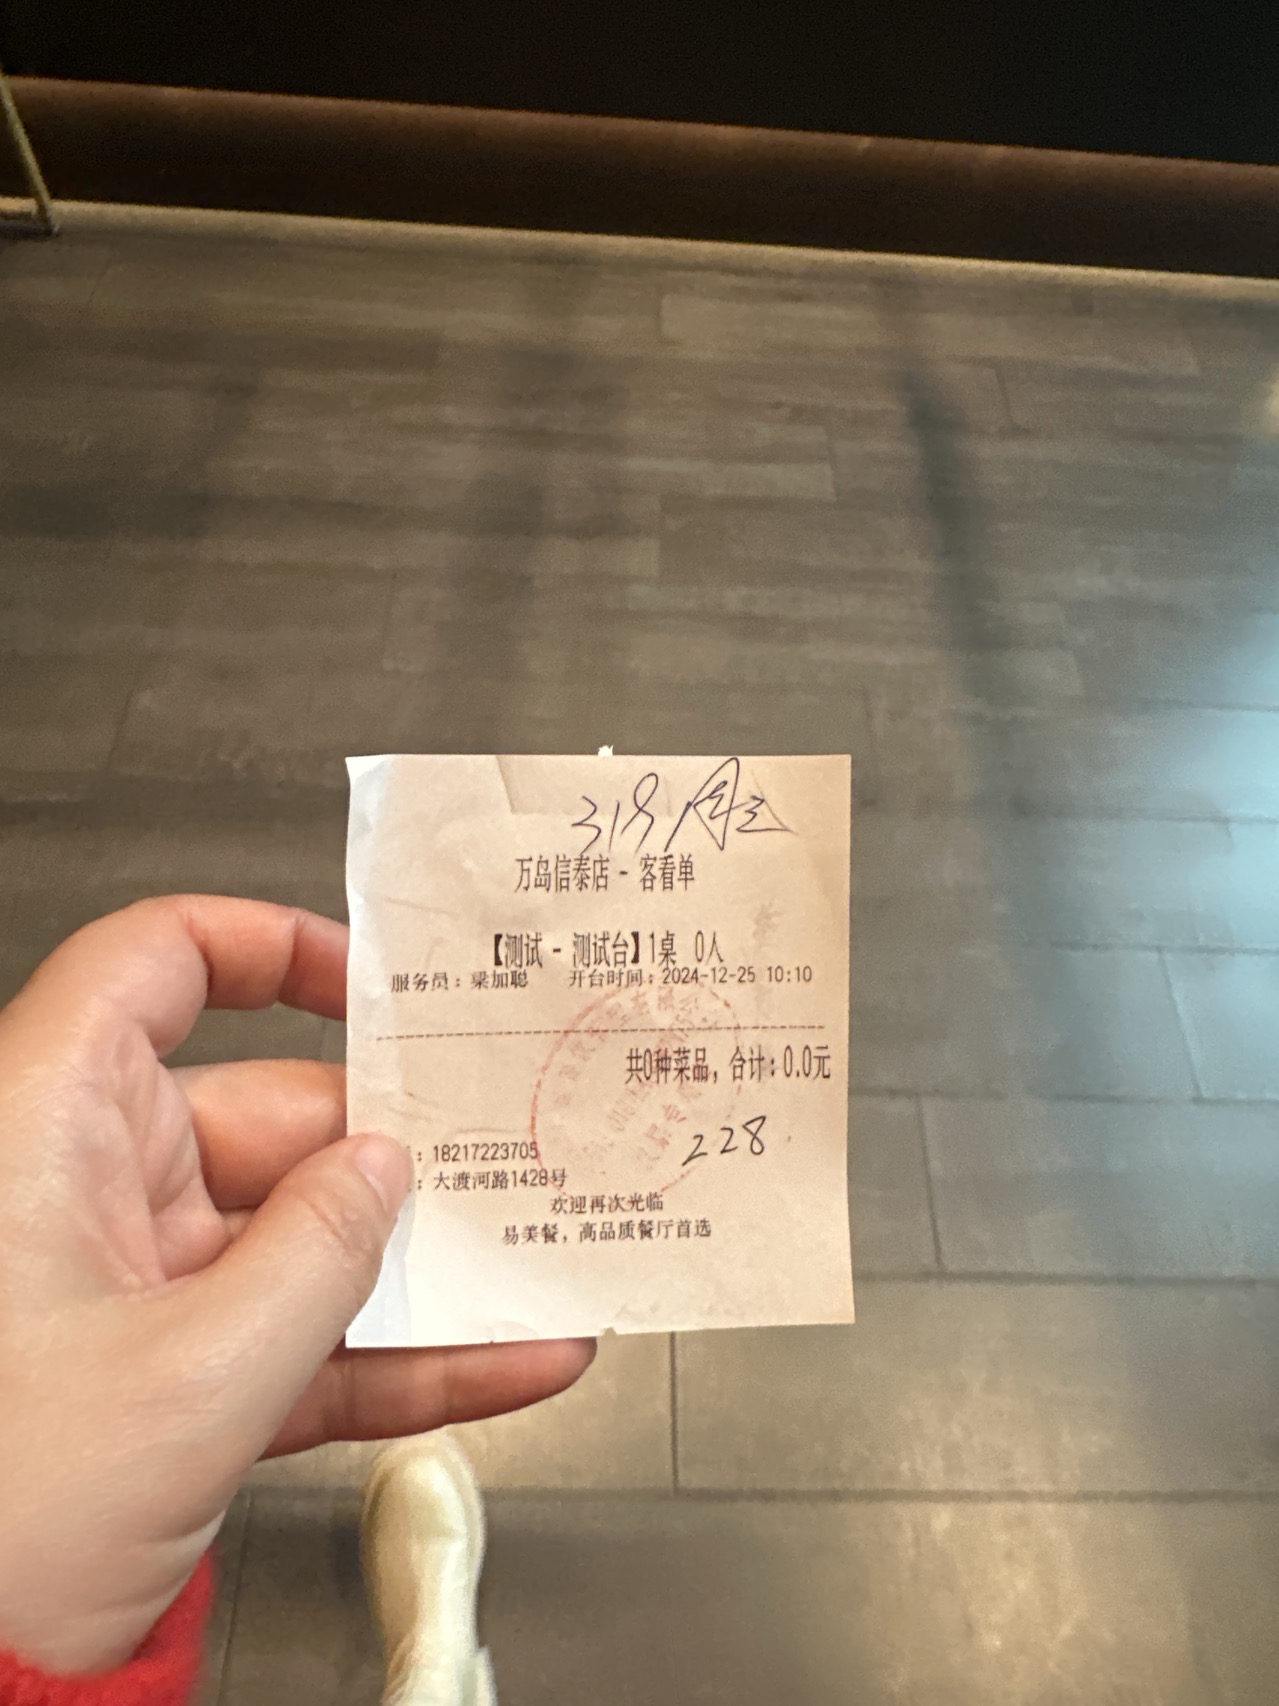 319 周三
万岛信泰店 - 客看单
【测试 - 测试台】1桌 0人
服务员：梁加聪 开台时间：2024-12-25 10:10
共0种菜品，合计：0.0元
228
：18217223705
：大渡河路1428号
欢迎再次光临
易美餐，高品质餐厅首选